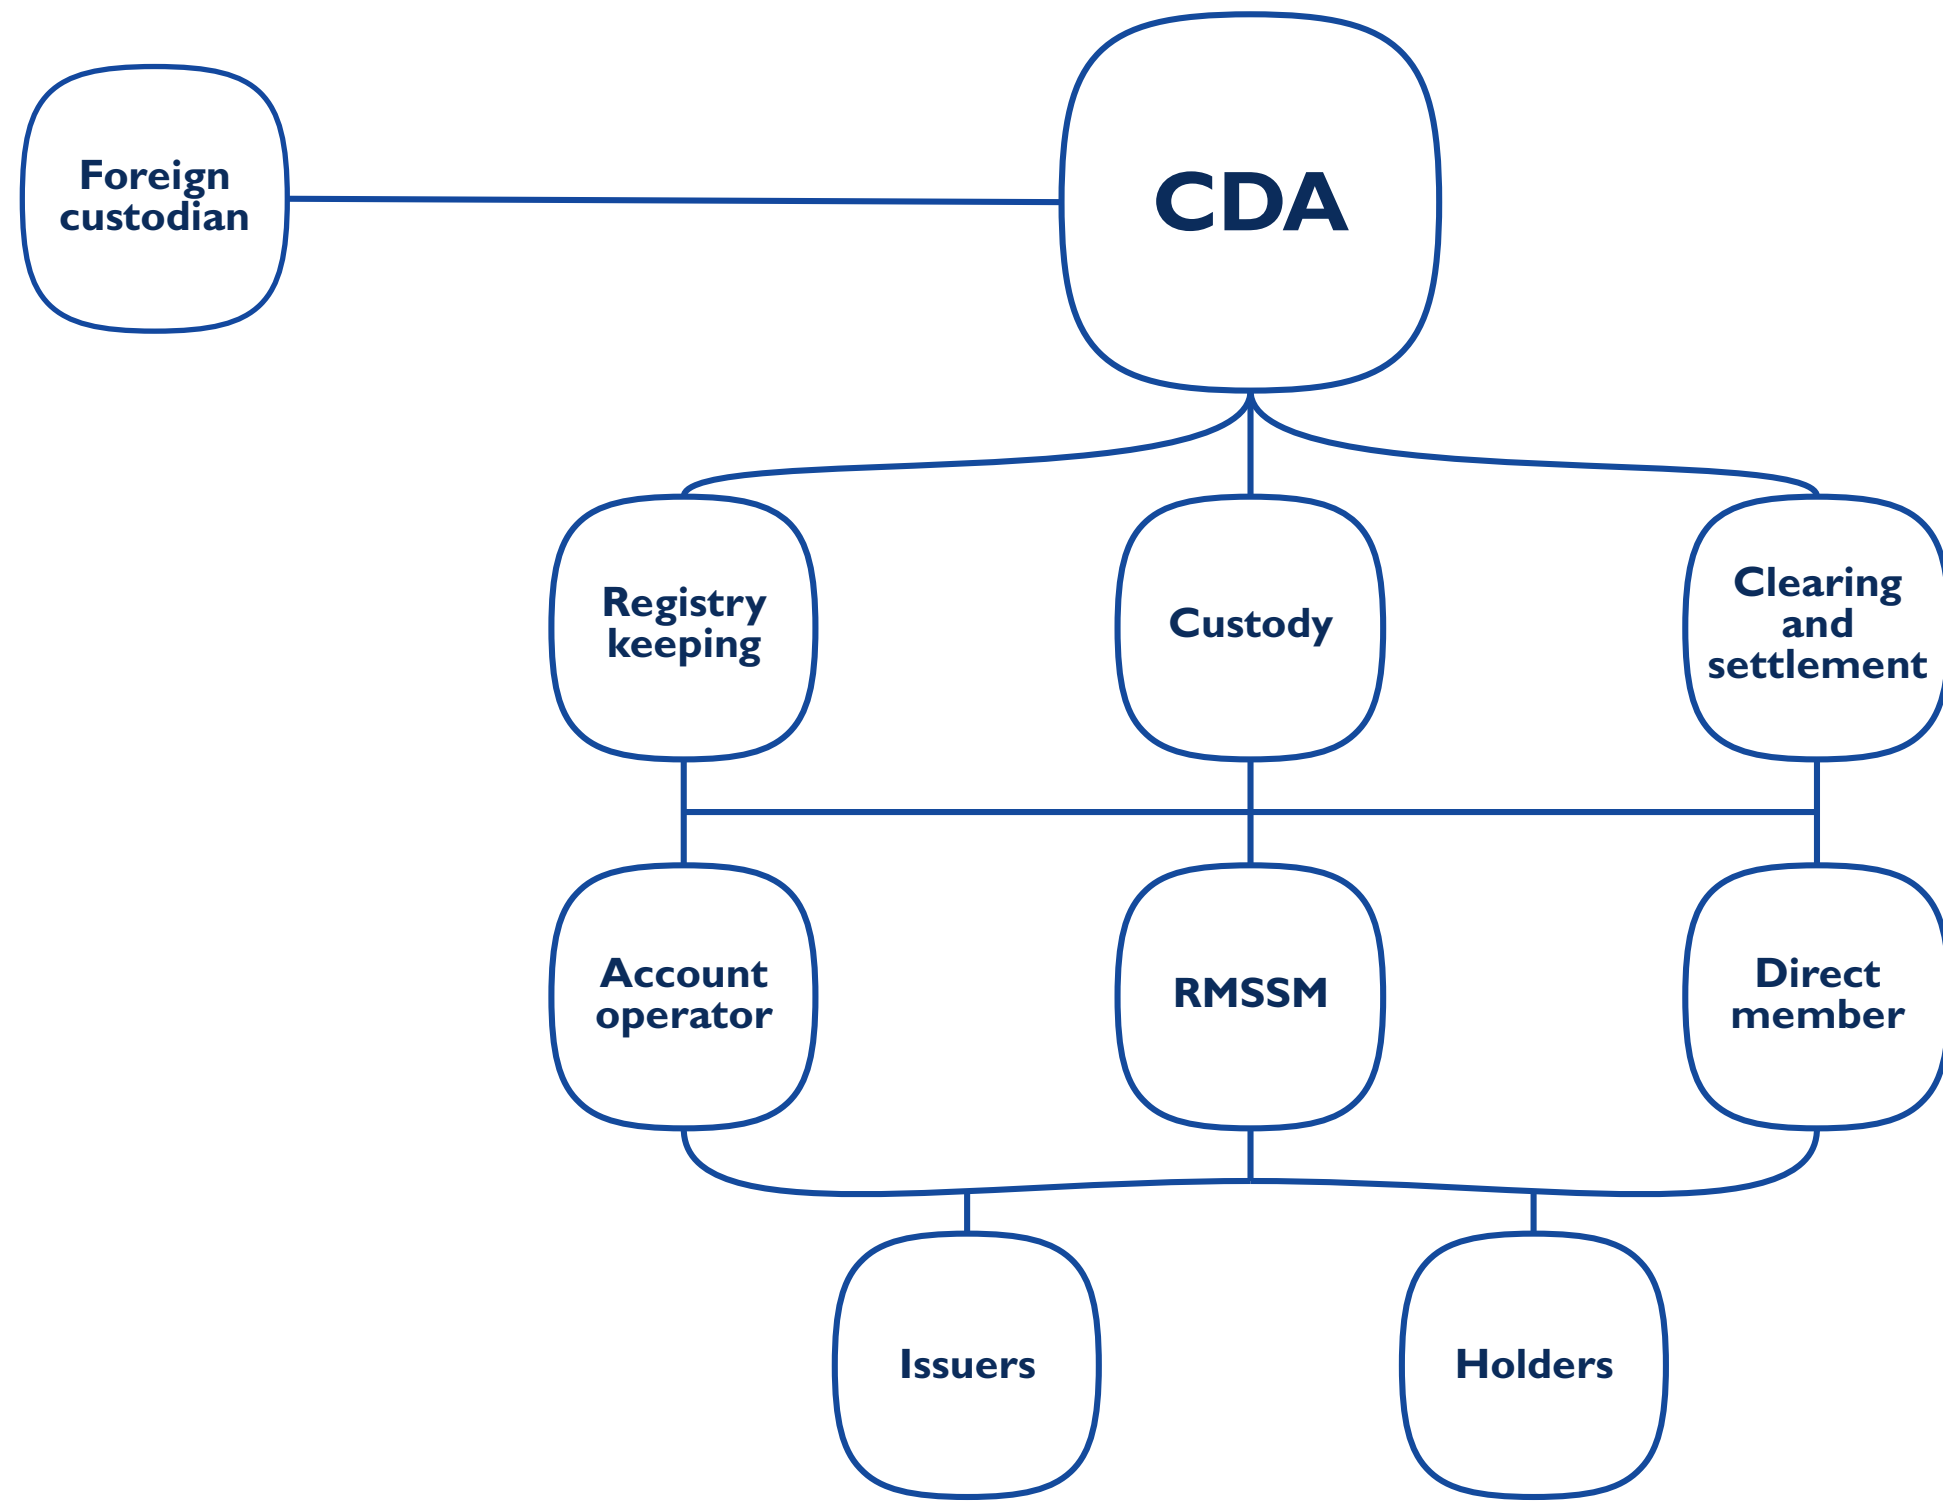 Foreign
custodian
CDA
Registry
keeping
Custody
Clearing
and
settlement
Account
operator
RMSSM
Direct
member
Issuers
Holders